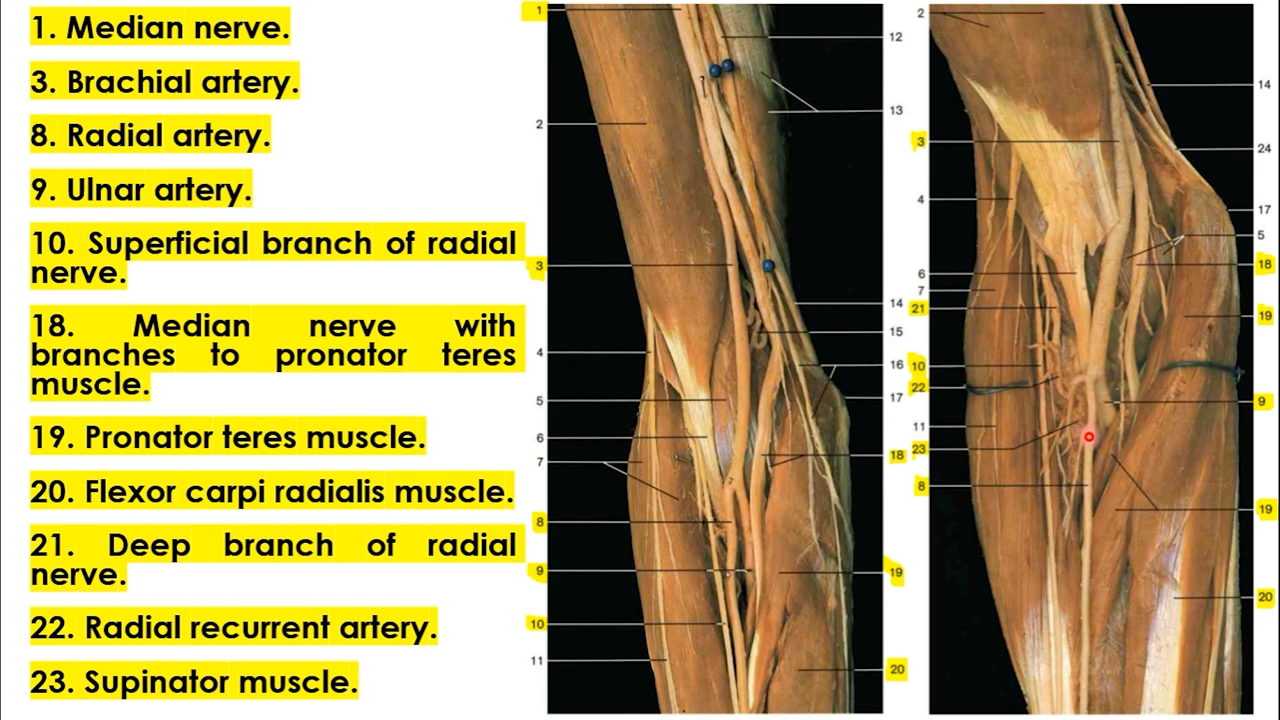 1. Median nerve.
3. Brachial artery.
8. Radial artery.
9. Ulnar artery.
10. Superficial branch of radial
nerve.
18. Median nerve with
branches to pronator teres
muscle.
19. Pronator teres muscle.
20. Flexor carpi radialis muscle.
21. Deep branch of radial
nerve.
22. Radial recurrent artery.
23. Supinator muscle.
1
2
3
4
5
6
7
8
9
10
11
12
13
14
15
16
17
18
19
20
2
3
4
6
7
21
10
22
11
23
8
14
24
17
5
18
19
9
19
20